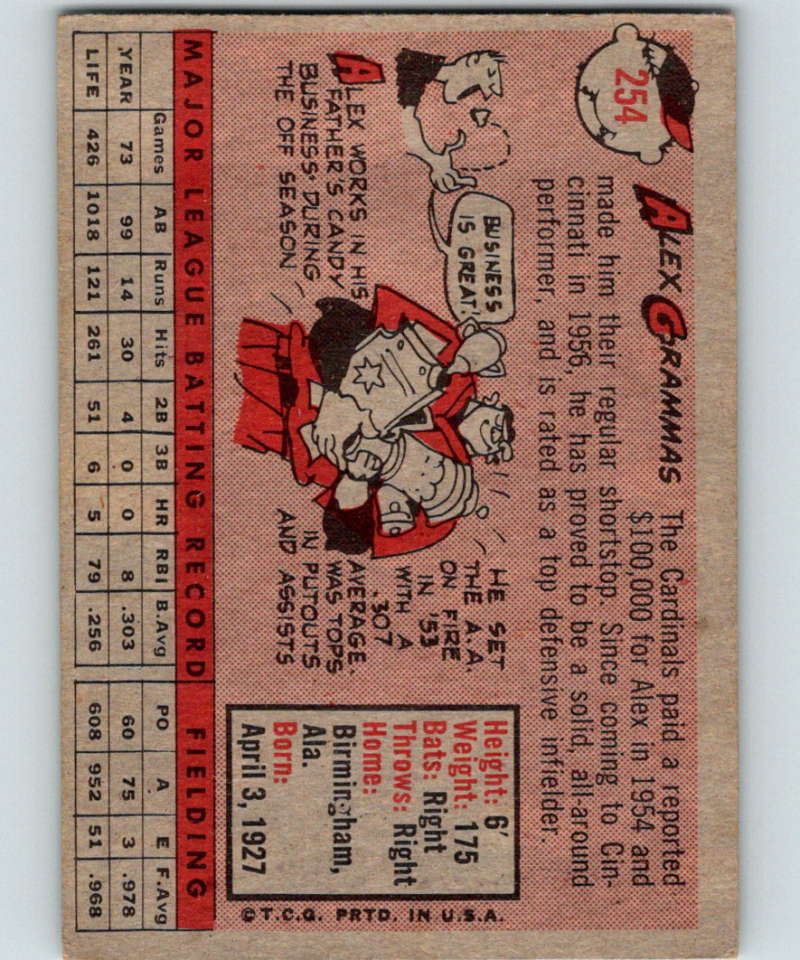 254
ALEX GRAMMAS
The Cardinals paid a reported
$100,000 for Alex in 1954 and
made him their regular shortstop. Since coming to Cin-
cinnati in 1956, he has proved to be a solid, all-around
performer, and is rated as a top defensive infielder.
BUSINESS
IS GREAT!
ALEX WORKS IN HIS
FATHER'S CANDY
BUSINESS DURING
THE OFF SEASON
HE SET
THE A.A.
ON FIRE
IN '53
WITH A
.307
AVERAGE.
WAS TOPS
IN PUTOUTS
AND ASSISTS
Height: 6'
Weight: 175
Bats: Right
Throws: Right
Home:
Birmingham,
Ala.
Born:
April 3, 1927
©T.C.G. PRTD. IN U.S.A.
MAJOR LEAGUE BATTING RECORD FIELDING
Games AB Runs Hits 2B 3B HR RBI B.Avg PO A E F.Avg
YEAR 73 99 14 30 4 0 0 8 .303 60 75 3 .978
LIFE 426 1018 121 261 51 6 5 79 .256 608 952 51 .968